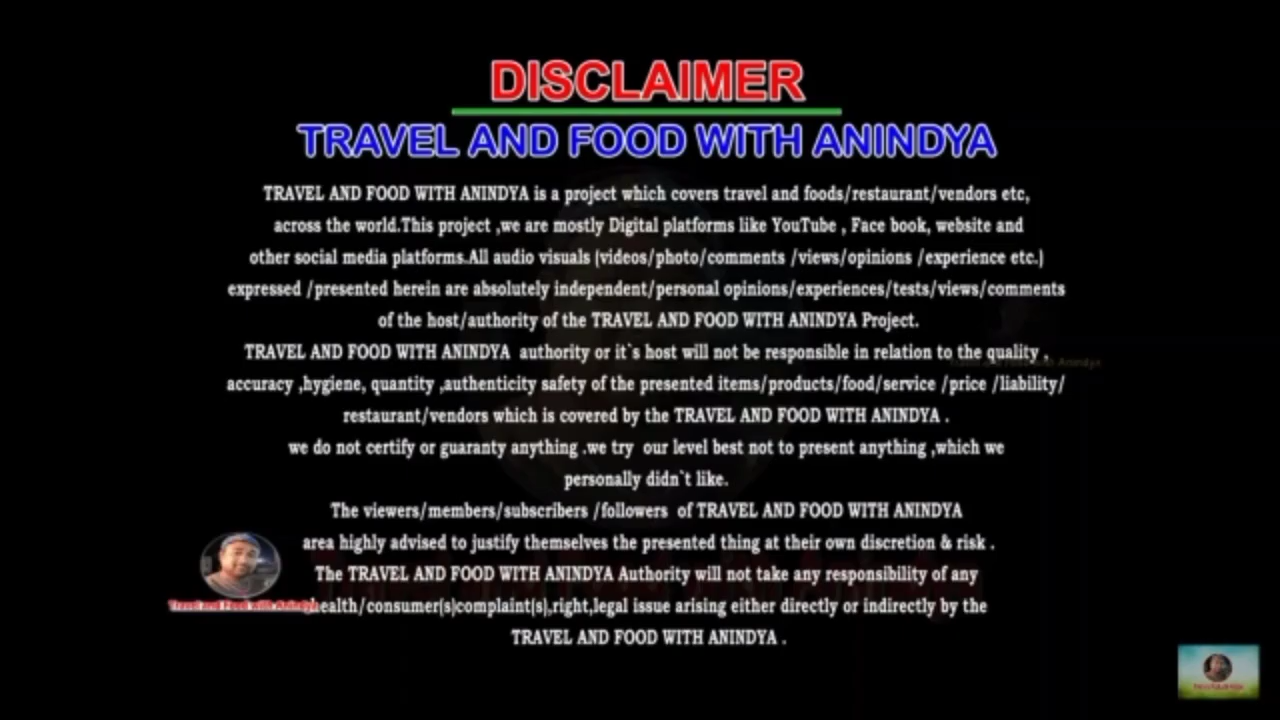 DISCLAIMER
TRAVEL AND FOOD WITH ANINDYA
TRAVEL AND FOOD WITH ANINDYA is a project which covers travel and foods/restaurant/vendors etc,
across the world.This project ,we are mostly Digital platforms like YouTube , Face book, website and
other social media platforms.All audio visuals (videos/photo/comments /views/opinions /experience etc.)
expressed /presented herein are absolutely independent/personal opinions/experiences/tests/views/comments
of the host/authority of the TRAVEL AND FOOD WITH ANINDYA Project.
TRAVEL AND FOOD WITH ANINDYA authority or it`s host will not be responsible in relation to the quality ,
accuracy ,hygiene, quantity ,authenticity safety of the presented items/products/food/service /price /liability/
restaurant/vendors which is covered by the TRAVEL AND FOOD WITH ANINDYA .
we do not certify or guaranty anything .we try our level best not to present anything ,which we
personally didn`t like.
The viewers/members/subscribers /followers of TRAVEL AND FOOD WITH ANINDYA
area highly advised to justify themselves the presented thing at their own discretion & risk .
The TRAVEL AND FOOD WITH ANINDYA Authority will not take any responsibility of any
health/consumer(s)complaint(s),right,legal issue arising either directly or indirectly by the
TRAVEL AND FOOD WITH ANINDYA .
Travel and Food with Anindya